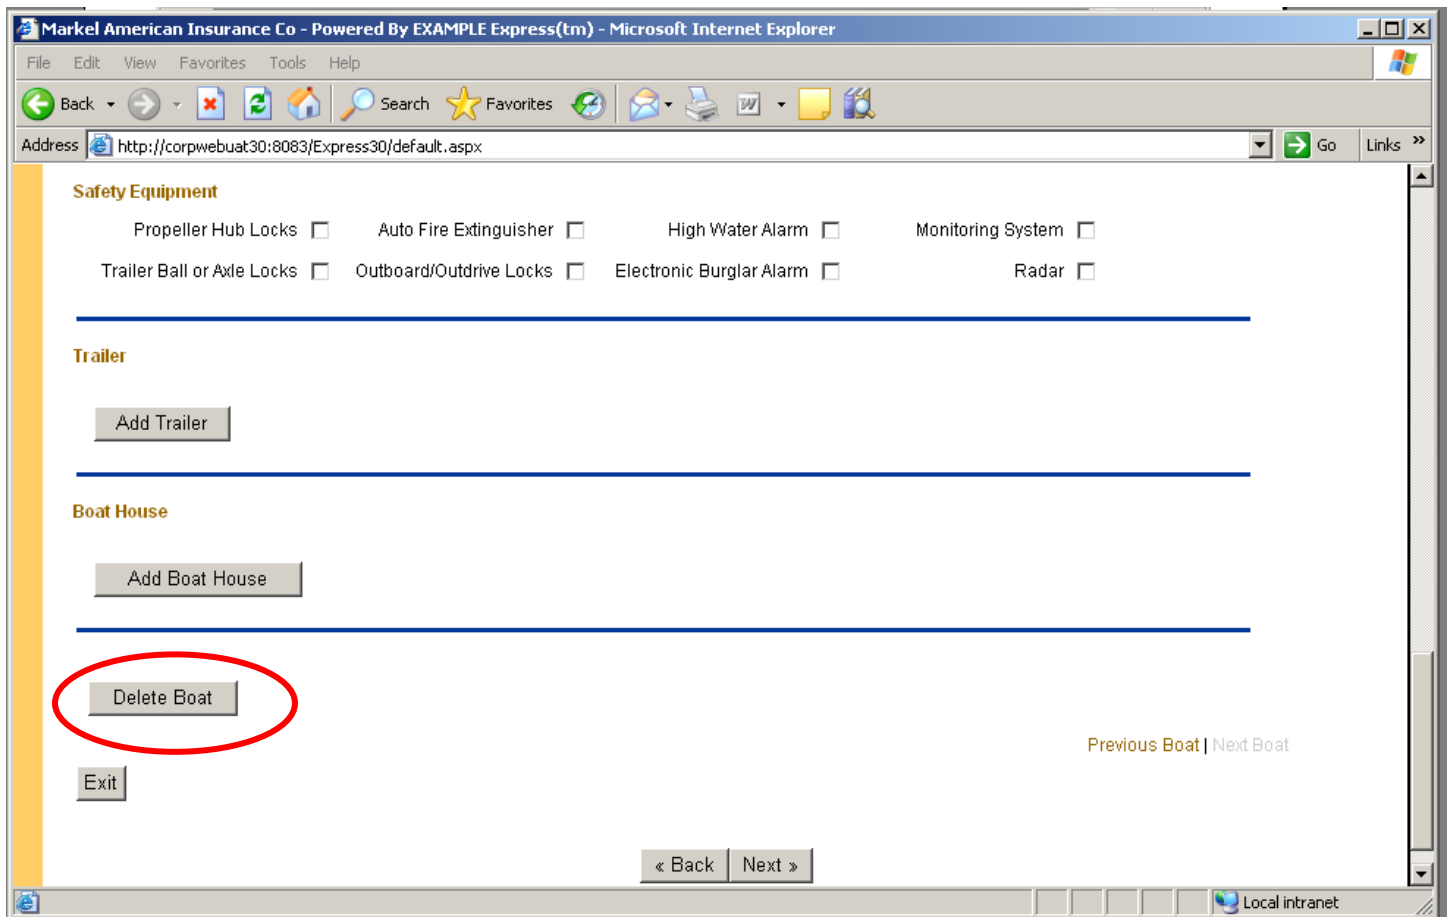 Markel American Insurance Co - Powered By EXAMPLE Express(tm) - Microsoft Internet Explorer
File Edit View Favorites Tools Help
Back Search Favorites
Address http://corpwebuat30:8083/Express30/default.aspx Go Links »
Safety Equipment
Propeller Hub Locks Auto Fire Extinguisher High Water Alarm Monitoring System
Trailer Ball or Axle Locks Outboard/Outdrive Locks Electronic Burglar Alarm Radar
Trailer
Add Trailer
Boat House
Add Boat House
Delete Boat
Previous Boat | Next Boat
Exit
« Back Next »
Local intranet